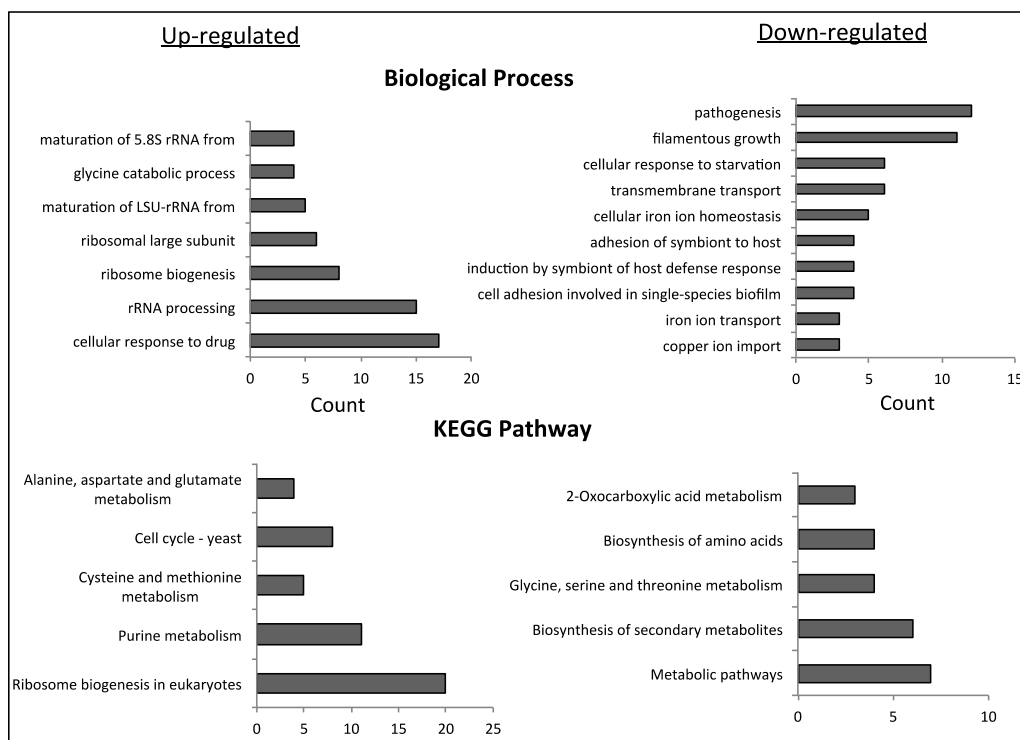 Up-regulated
Down-regulated
Biological Process
maturation of 5.8S rRNA from
glycine catabolic process
maturation of LSU-rRNA from
ribosomal large subunit
ribosome biogenesis
rRNA processing
cellular response to drug
0 5 10 15 20
Count
pathogenesis
filamentous growth
cellular response to starvation
transmembrane transport
cellular iron ion homeostasis
adhesion of symbiont to host
induction by symbiont of host defense response
cell adhesion involved in single-species biofilm
iron ion transport
copper ion import
0 5 10 15
Count
KEGG Pathway
Alanine, aspartate and glutamate
metabolism
Cell cycle - yeast
Cysteine and methionine
metabolism
Purine metabolism
Ribosome biogenesis in eukaryotes
0 5 10 15 20 25
2-Oxocarboxylic acid metabolism
Biosynthesis of amino acids
Glycine, serine and threonine metabolism
Biosynthesis of secondary metabolites
Metabolic pathways
0 5 10